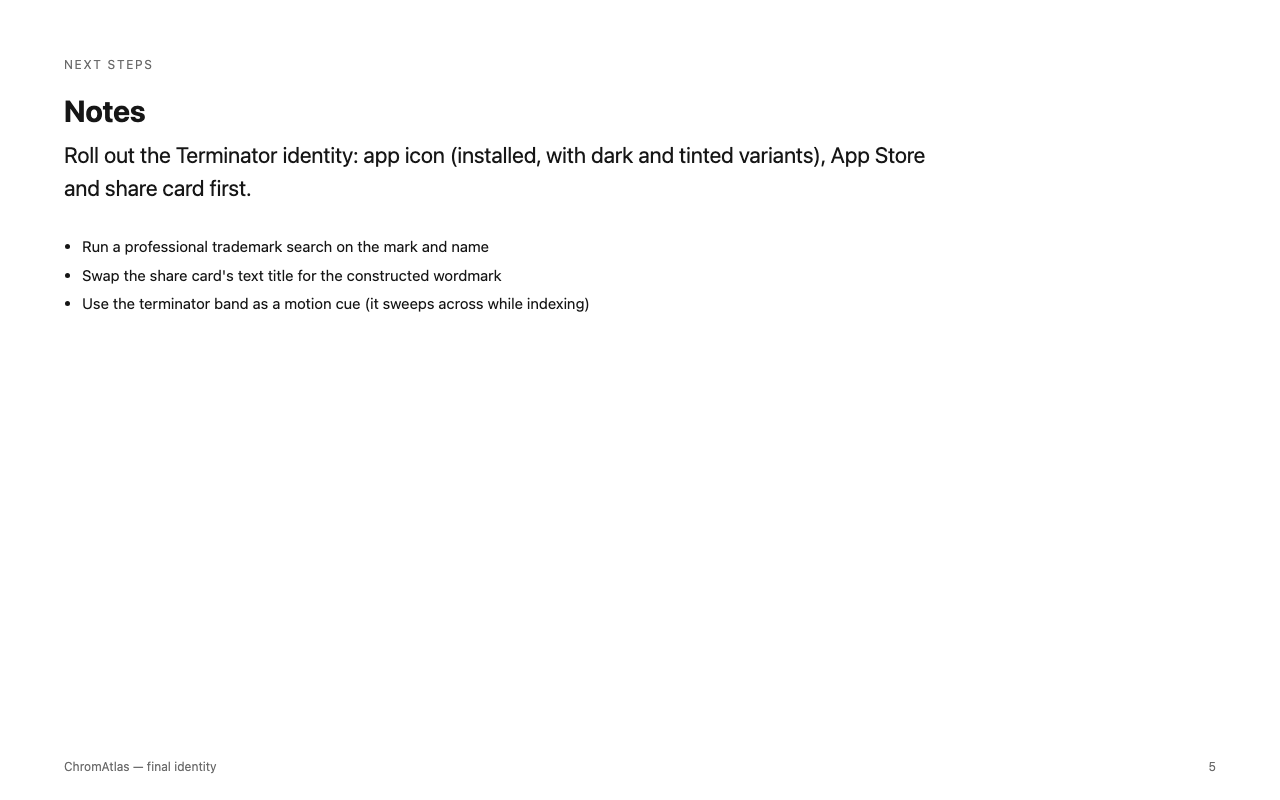 NEXT STEPS
Notes
Roll out the Terminator identity: app icon (installed, with dark and tinted variants), App Store
and share card first.
• Run a professional trademark search on the mark and name
• Swap the share card's text title for the constructed wordmark
• Use the terminator band as a motion cue (it sweeps across while indexing)
ChromAtlas — final identity
5